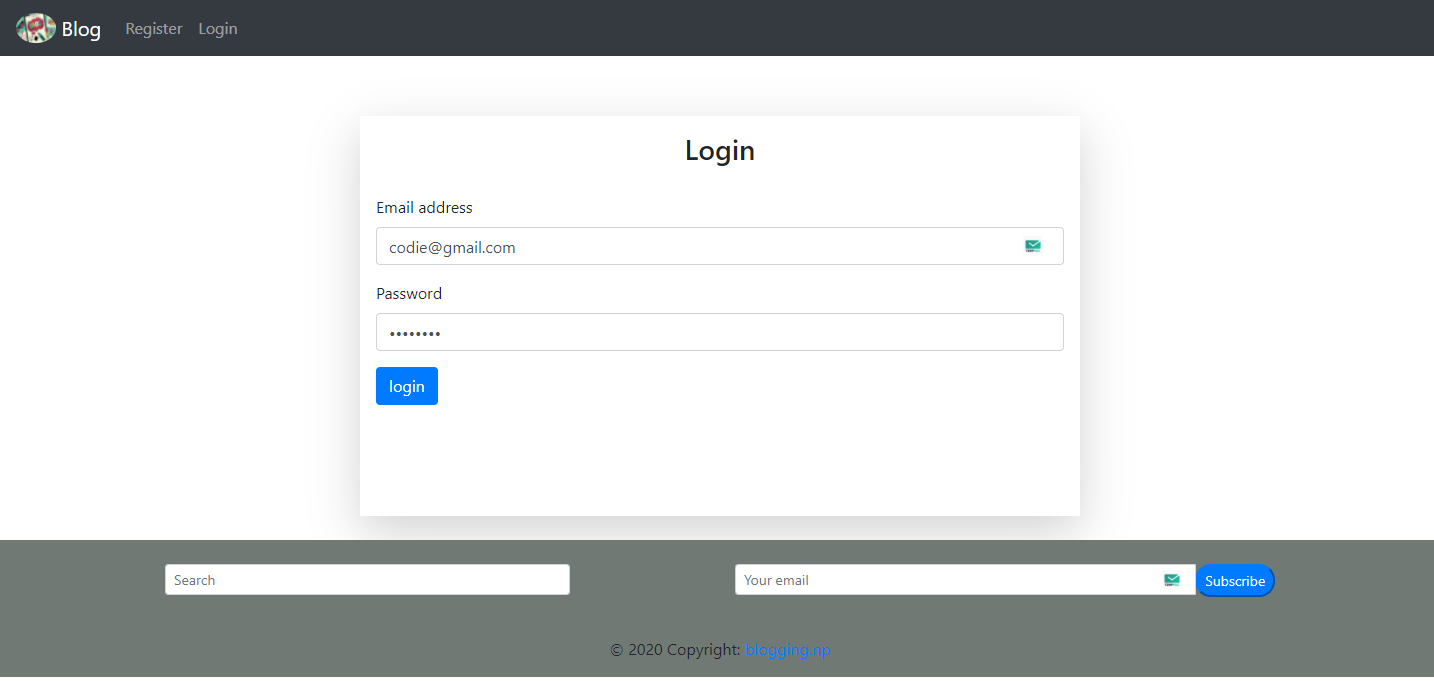 Blog Register Login
Login
Email address
codie@gmail.com
Password
••••••••
login
Search Your email Subscribe
© 2020 Copyright: blogging.np